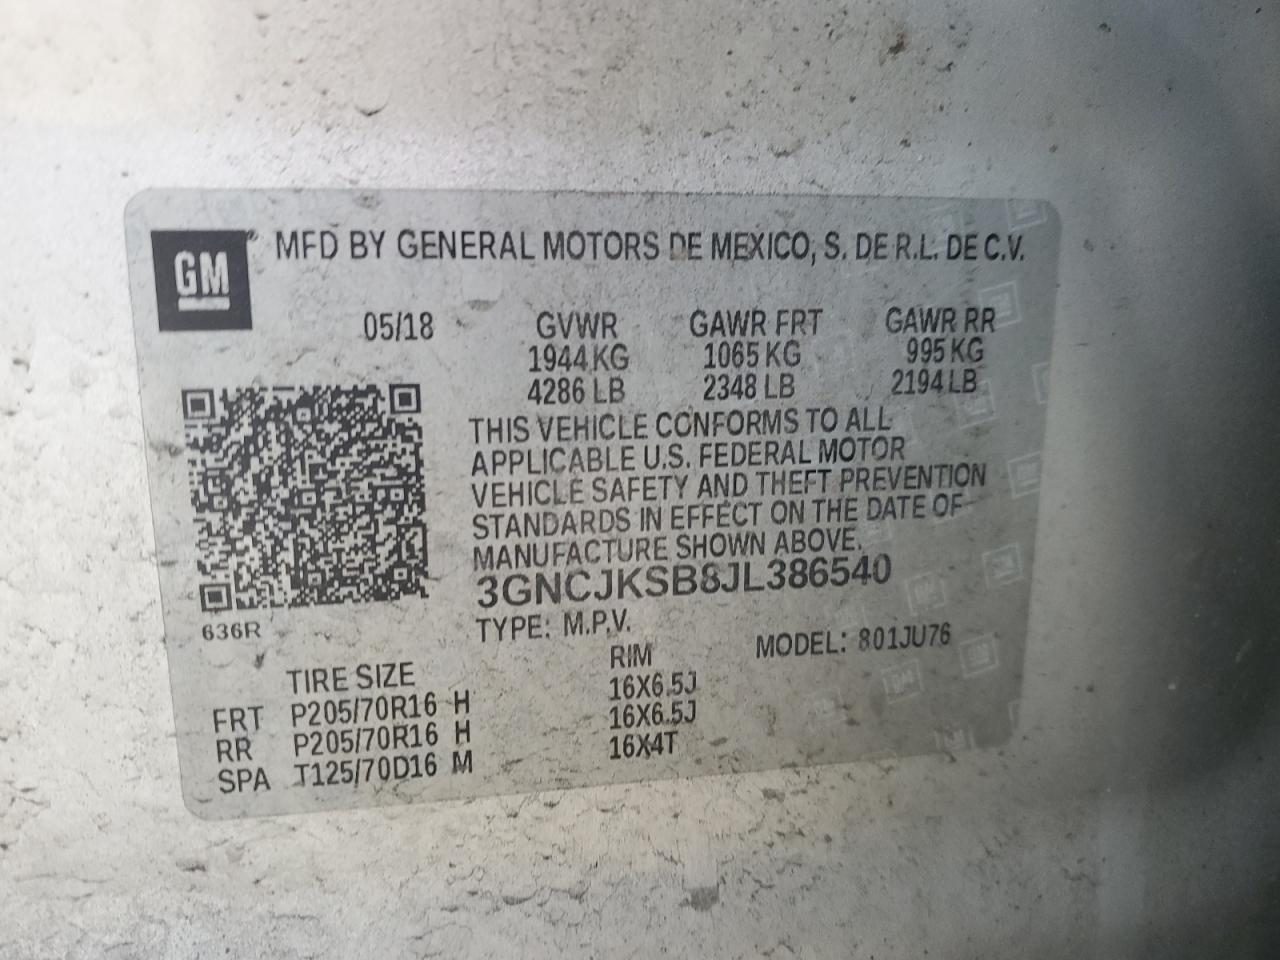 GM
MFD BY GENERAL MOTORS DE MEXICO, S. DE R.L. DE C.V.
05/18 GVWR GAWR FRT GAWR RR
1944 KG 1065 KG 995 KG
4286 LB 2348 LB 2194 LB
THIS VEHICLE CONFORMS TO ALL
APPLICABLE U.S. FEDERAL MOTOR
VEHICLE SAFETY AND THEFT PREVENTION
STANDARDS IN EFFECT ON THE DATE OF
MANUFACTURE SHOWN ABOVE.
3GNCJKSB8JL386540
636R
TYPE: M.P.V. MODEL: 801JU76
TIRE SIZE RIM
FRT P205/70R16 H 16X6.5J
RR P205/70R16 H 16X6.5J
SPA T125/70D16 M 16X4T